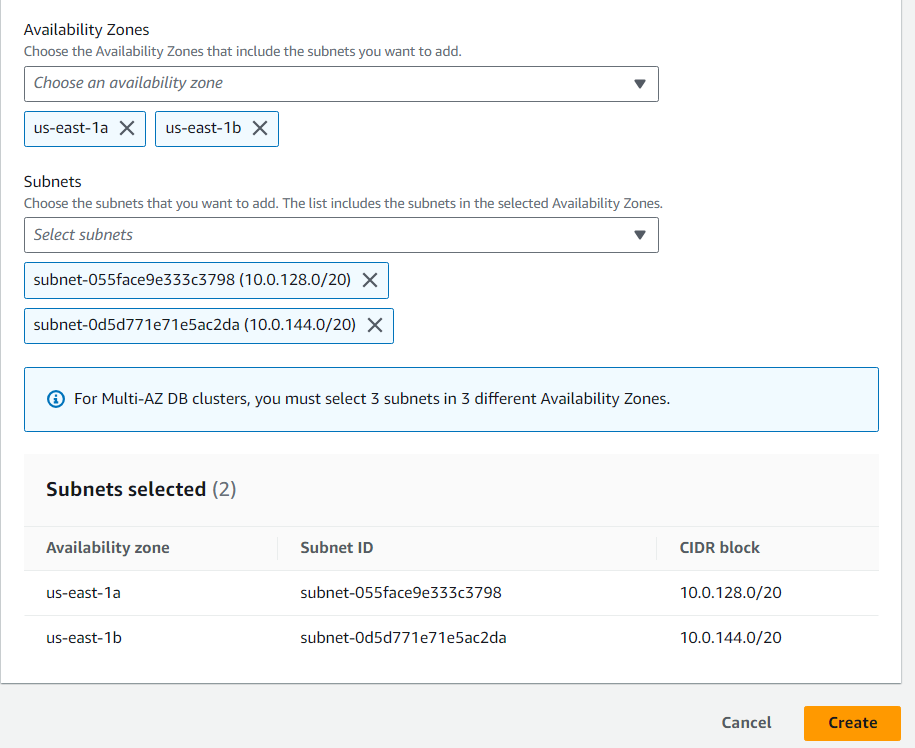 Availability Zones
Choose the Availability Zones that include the subnets you want to add.
Choose an availability zone
us-east-1a us-east-1b
Subnets
Choose the subnets that you want to add. The list includes the subnets in the selected Availability Zones.
Select subnets
subnet-055face9e333c3798 (10.0.128.0/20)
subnet-0d5d771e71e5ac2da (10.0.144.0/20)
For Multi-AZ DB clusters, you must select 3 subnets in 3 different Availability Zones.
Subnets selected (2)
Availability zone Subnet ID CIDR block
us-east-1a subnet-055face9e333c3798 10.0.128.0/20
us-east-1b subnet-0d5d771e71e5ac2da 10.0.144.0/20
Cancel Create